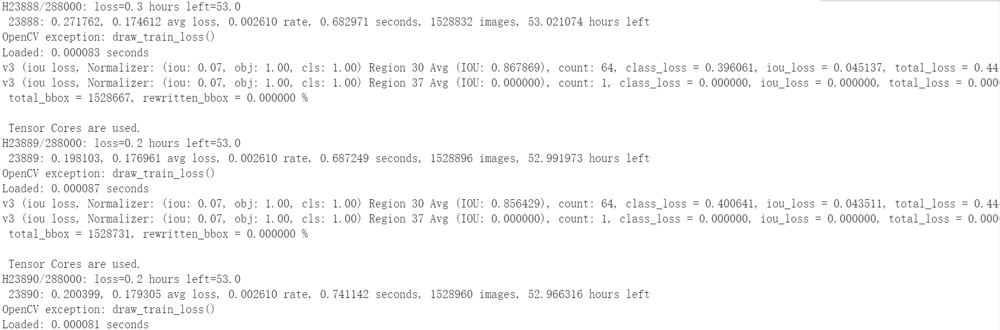 H23888/288000: loss=0.3 hours left=53.0
23888: 0.271762, 0.174612 avg loss, 0.002610 rate, 0.682971 seconds, 1528832 images, 53.021074 hours left
OpenCV exception: draw_train_loss()
Loaded: 0.000083 seconds
v3 (iou loss, Normalizer: (iou: 0.07, obj: 1.00, cls: 1.00) Region 30 Avg (IOU: 0.867869), count: 64, class_loss = 0.396061, iou_loss = 0.045137, total_loss = 0.44
v3 (iou loss, Normalizer: (iou: 0.07, obj: 1.00, cls: 1.00) Region 37 Avg (IOU: 0.000000), count: 1, class_loss = 0.000000, iou_loss = 0.000000, total_loss = 0.000
total_bbox = 1528667, rewritten_bbox = 0.000000 %
Tensor Cores are used.
H23889/288000: loss=0.2 hours left=53.0
23889: 0.198103, 0.176961 avg loss, 0.002610 rate, 0.687249 seconds, 1528896 images, 52.991973 hours left
OpenCV exception: draw_train_loss()
Loaded: 0.000087 seconds
v3 (iou loss, Normalizer: (iou: 0.07, obj: 1.00, cls: 1.00) Region 30 Avg (IOU: 0.856429), count: 64, class_loss = 0.400641, iou_loss = 0.043511, total_loss = 0.44
v3 (iou loss, Normalizer: (iou: 0.07, obj: 1.00, cls: 1.00) Region 37 Avg (IOU: 0.000000), count: 1, class_loss = 0.000000, iou_loss = 0.000000, total_loss = 0.000
total_bbox = 1528731, rewritten_bbox = 0.000000 %
Tensor Cores are used.
H23890/288000: loss=0.2 hours left=53.0
23890: 0.200399, 0.179305 avg loss, 0.002610 rate, 0.741142 seconds, 1528960 images, 52.966316 hours left
OpenCV exception: draw_train_loss()
Loaded: 0.000081 seconds